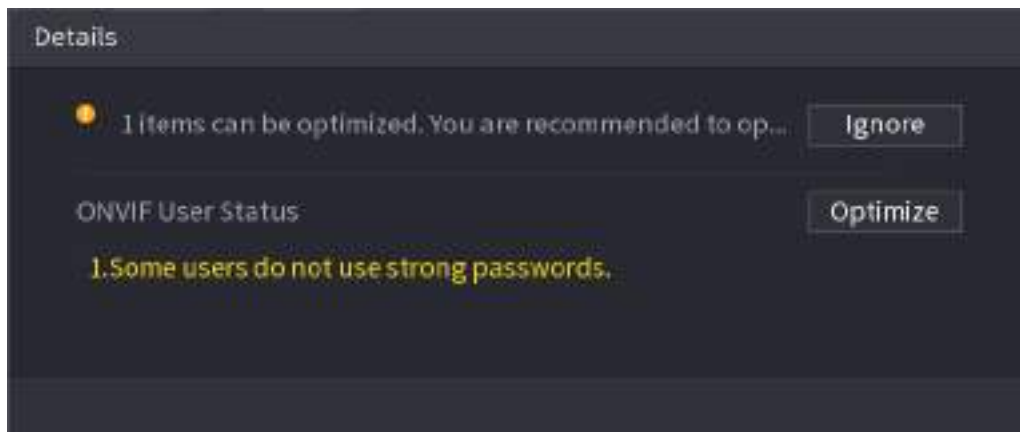 Details
1 items can be optimized. You are recommended to op...
Ignore
ONVIF User Status
Optimize
1.Some users do not use strong passwords.